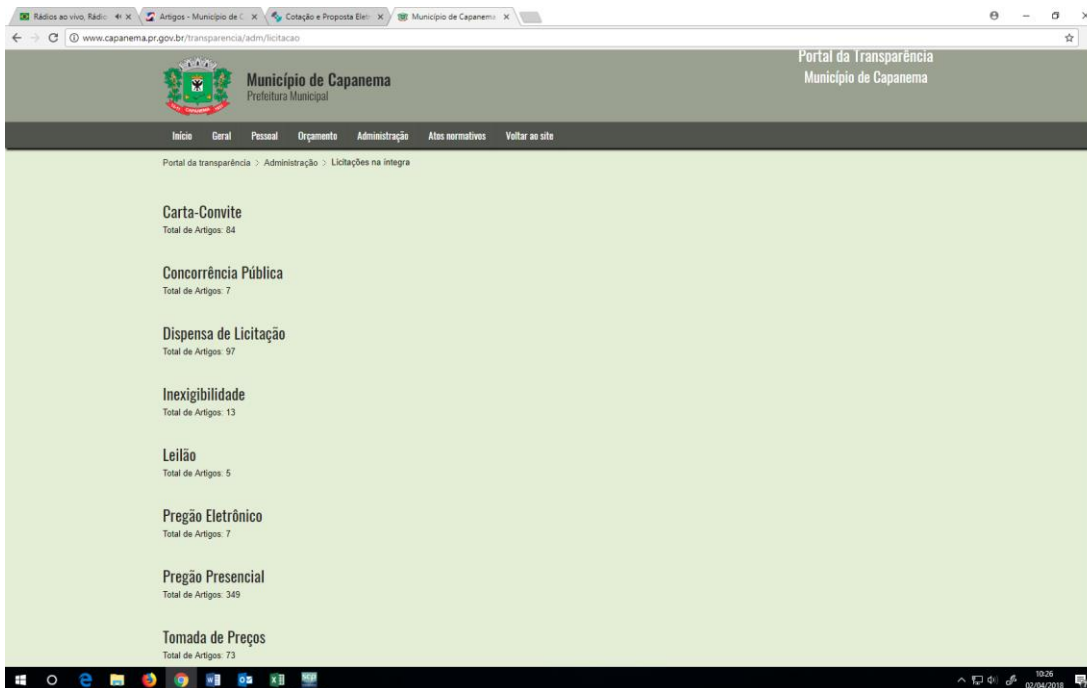 Rádios ao vivo, Rádio
Artigos - Município de C
Cotação e Proposta Elet
Município de Capanema
www.capanema.pr.gov.br/transparencia/adm/licitacao
Portal da Transparência
Município de Capanema
Município de Capanema
Prefeitura Municipal
Início Geral Pessoal Orçamento Administração Atos normativos Voltar ao site
Portal da transparência > Administração > Licitações na integra
Carta-Convite
Total de Artigos: 84
Concorrência Pública
Total de Artigos: 7
Dispensa de Licitação
Total de Artigos: 97
Inexigibilidade
Total de Artigos: 13
Leilão
Total de Artigos: 5
Pregão Eletrônico
Total de Artigos: 7
Pregão Presencial
Total de Artigos: 349
Tomada de Preços
Total de Artigos: 73
10:26
02/04/2018